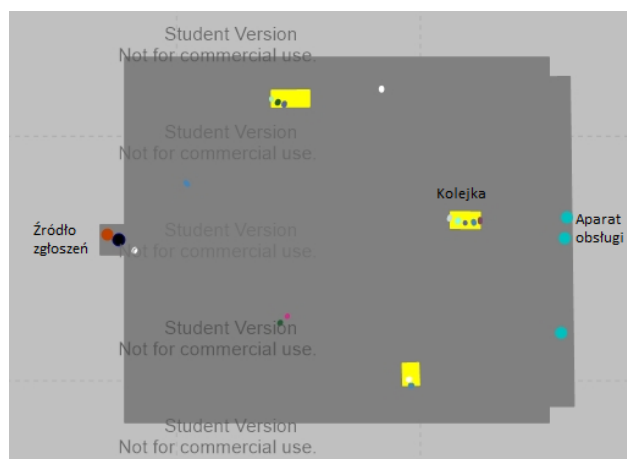 Student Version
Not for commercial use.
Student Version
Not for commercial use.
Kolejka
Źródło
zgłoszeń
Aparat
obsługi
Student Version
Not for commercial use.
Student Version
Not for commercial use.
Student Version
Not for commercial use.